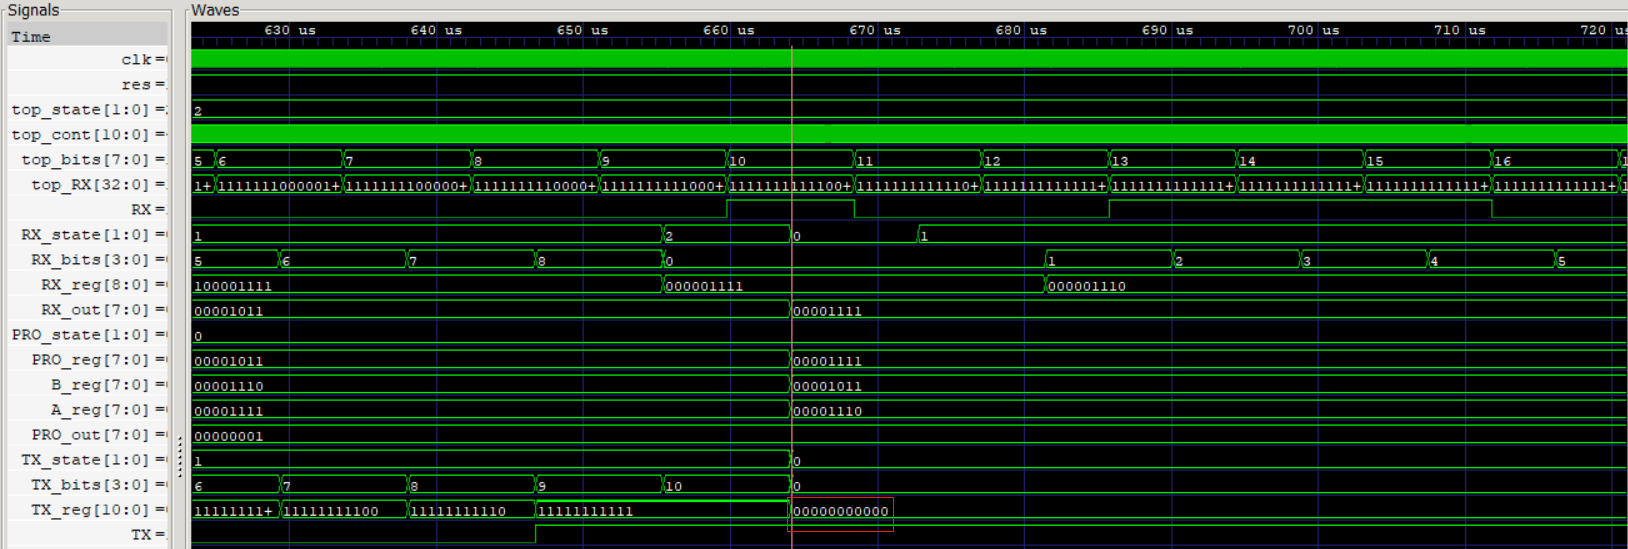 Signals Waves
Time 630 us 640 us 650 us 660 us 670 us 680 us 690 us 700 us 710 us 720 us
clk=
res=
top_state[1:0]= 2
top_cont[10:0]=
top_bits[7:0]= 5 6 7 8 9 10 11 12 13 14 15 16 1
top_RX[32:0]= 1+ 1111111000001+ 1111111100000+ 1111111110000+ 1111111111000+ 1111111111100+ 1111111111110+ 1111111111111+ 1111111111111+ 1111111111111+ 1111111111111+ 1111111111111+ 1
RX=
RX_state[1:0]= 1 2 0 1
RX_bits[3:0]= 5 6 7 8 0 1 2 3 4 5
RX_reg[8:0]= 100001111 000001111 000001110
RX_out[7:0]= 00001011 00001111
PRO_state[1:0]= 0
PRO_reg[7:0]= 00001011 00001111
B_reg[7:0]= 00001110 00001011
A_reg[7:0]= 00001111 00001110
PRO_out[7:0]= 00000001
TX_state[1:0]= 1 0
TX_bits[3:0]= 6 7 8 9 10 0
TX_reg[10:0]= 11111111+ 11111111100 11111111110 11111111111 00000000000
TX=